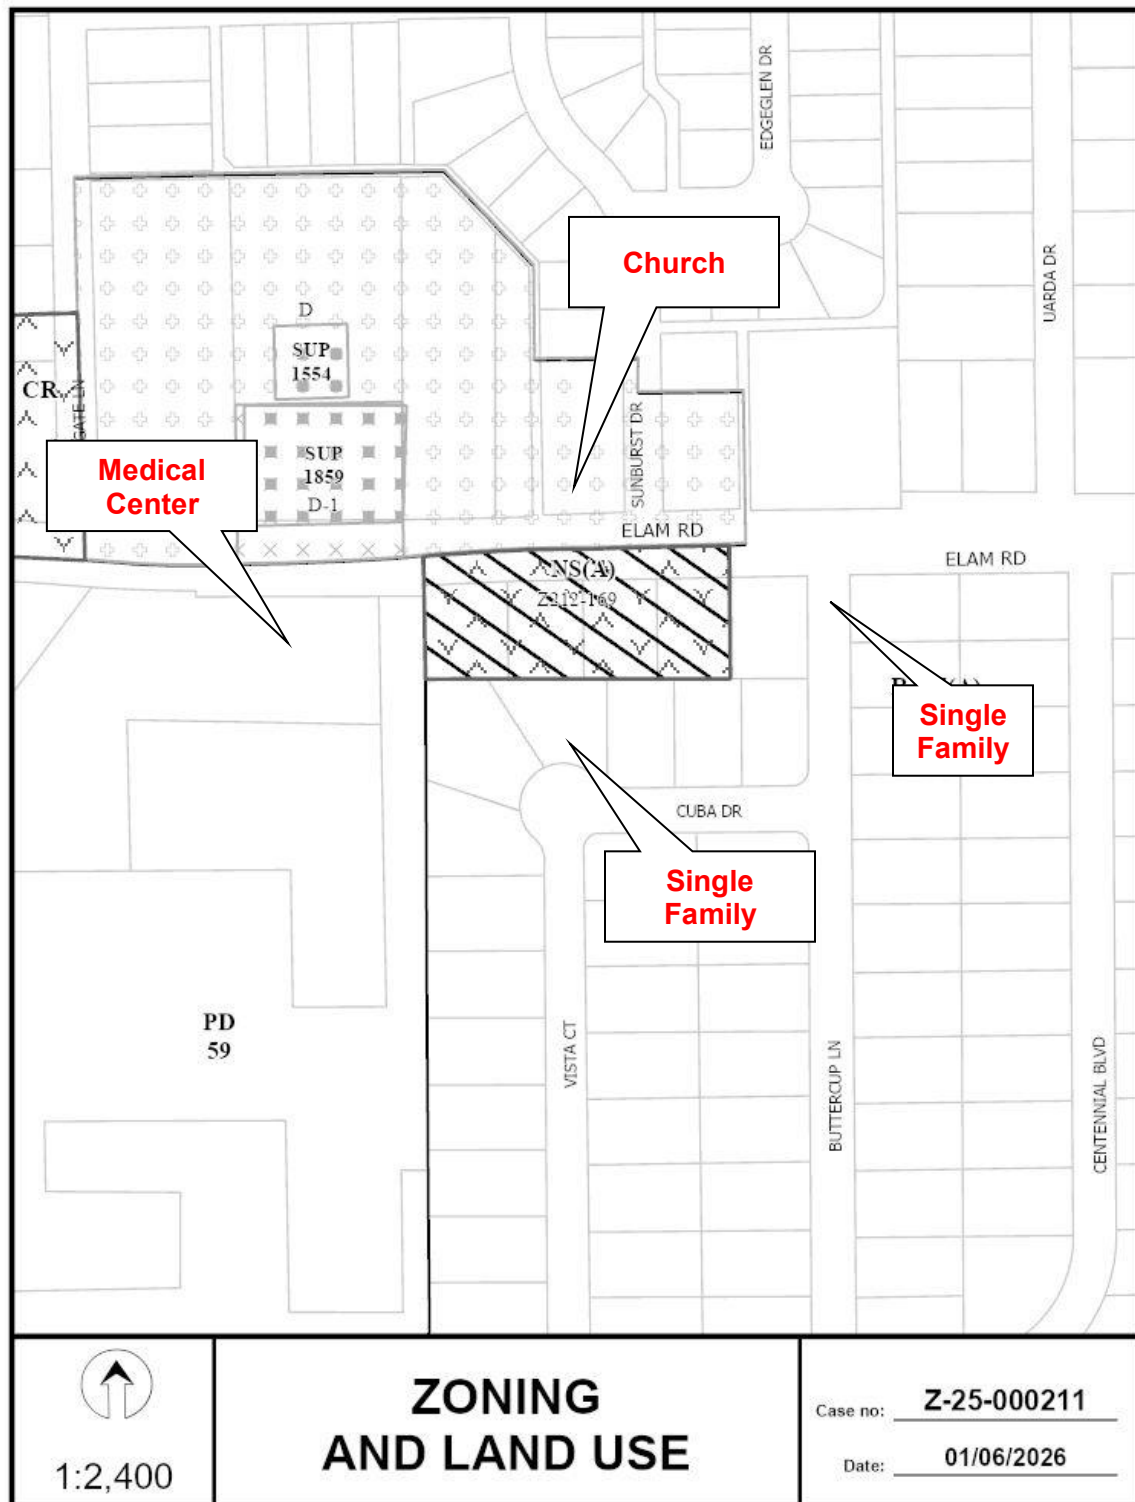 EDGEGLEN DR
UARDA DR
Church
D
SUP
1554
CR
GATE LN
SUP
1859
D-1
SUNBURST DR
Medical
Center
ELAM RD
ELAM RD
NS(A)
Z212-169
Single
Family
CUBA DR
Single
Family
PD
59
VISTA CT
BUTTERCUP LN
CENTENNIAL BLVD
1:2,400
ZONING
AND LAND USE
Case no: Z-25-000211
Date: 01/06/2026